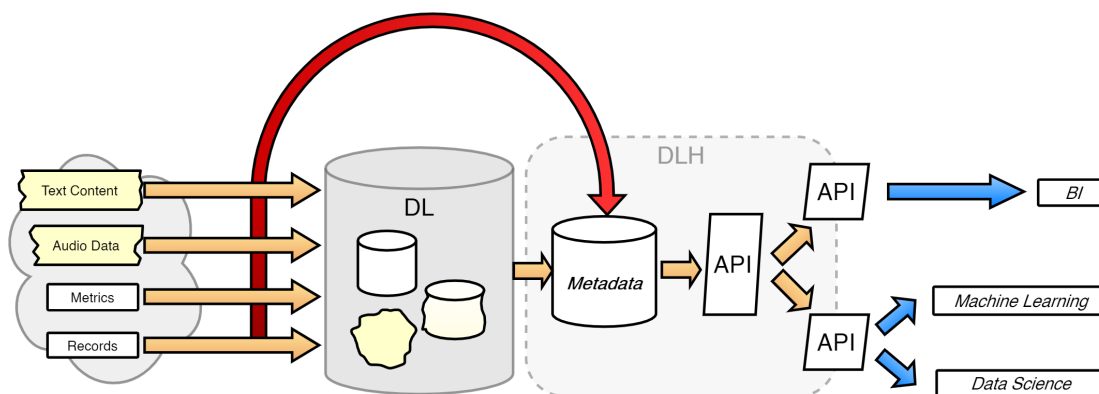 DLH
Text Content
DL
API
BI
Audio Data
Metadata
API
Metrics
Machine Learning
Records
API
Data Science